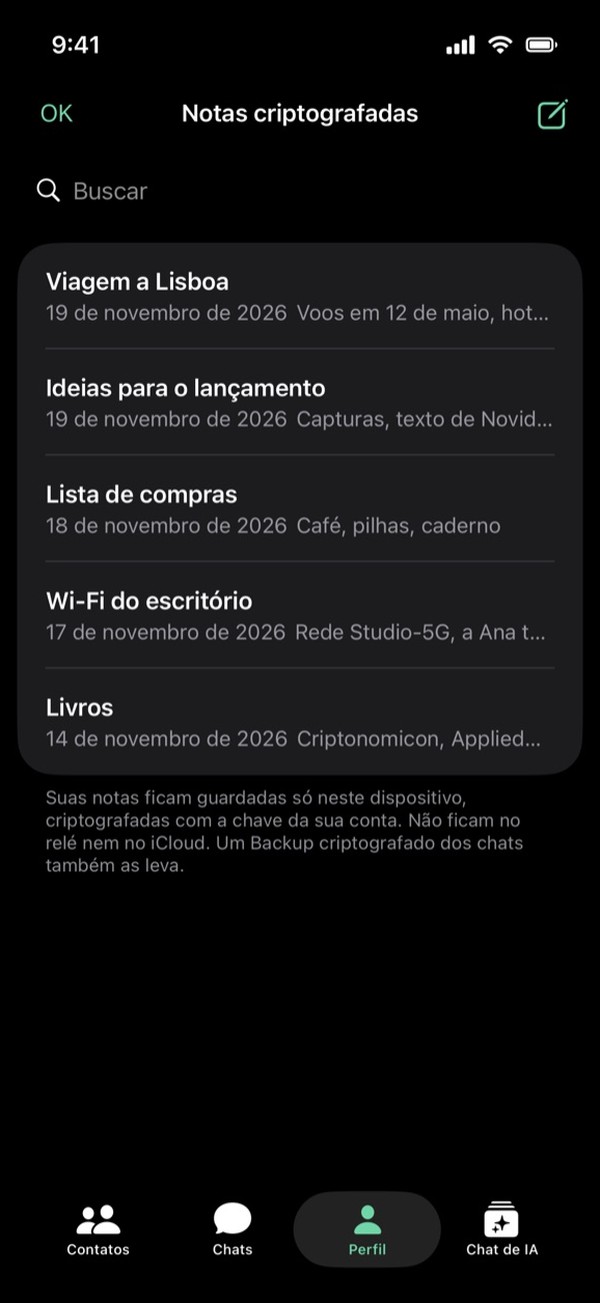 9:41
OK
Notas criptografadas
Buscar
Viagem a Lisboa
19 de novembro de 2026 Voos em 12 de maio, hot...
Ideias para o lançamento
19 de novembro de 2026 Capturas, texto de Novid...
Lista de compras
18 de novembro de 2026 Café, pilhas, caderno
Wi-Fi do escritório
17 de novembro de 2026 Rede Studio-5G, a Ana t...
Livros
14 de novembro de 2026 Criptonomicon, Applied...
Suas notas ficam guardadas só neste dispositivo,
criptografadas com a chave da sua conta. Não ficam no
relé nem no iCloud. Um Backup criptografado dos chats
também as leva.
Contatos
Chats
Perfil
Chat de IA